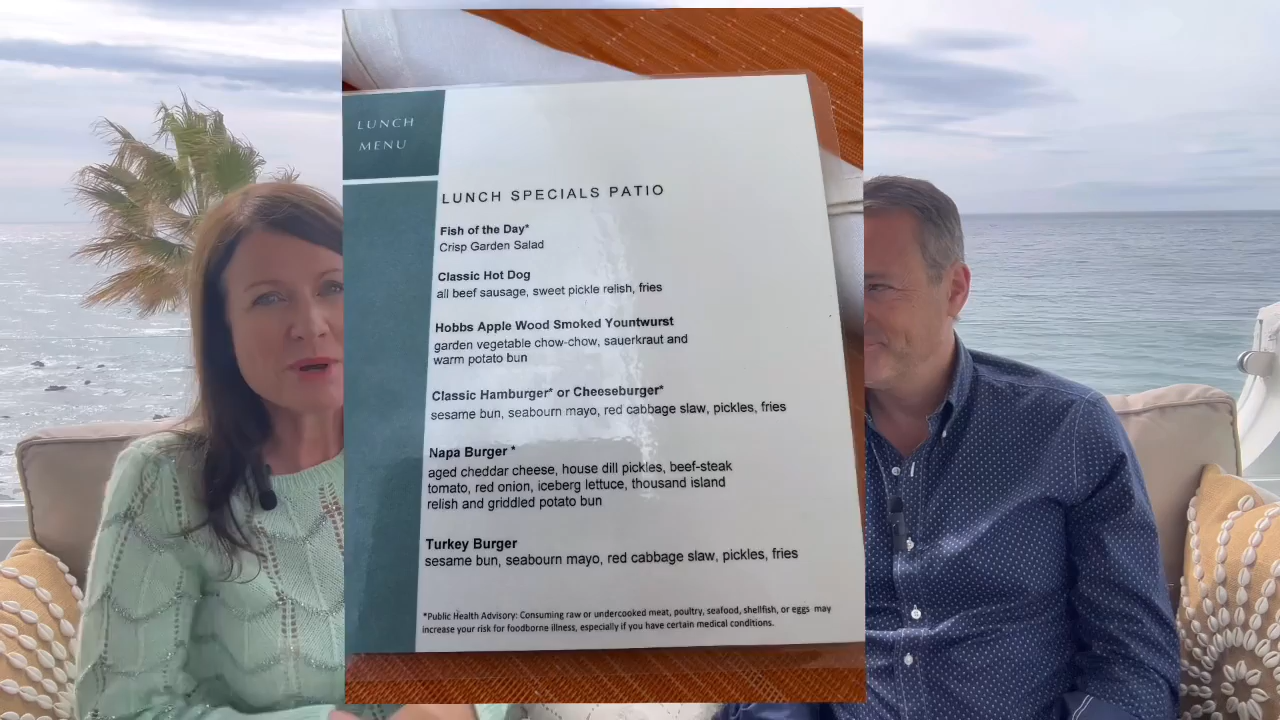 LUNCH
MENU
LUNCH SPECIALS PATIO
Fish of the Day*
Crisp Garden Salad
Classic Hot Dog
all beef sausage, sweet pickle relish, fries
Hobbs Apple Wood Smoked Yountwurst
garden vegetable chow-chow, sauerkraut and
warm potato bun
Classic Hamburger* or Cheeseburger*
sesame bun, seabourn mayo, red cabbage slaw, pickles, fries
Napa Burger *
aged cheddar cheese, house dill pickles, beef-steak
tomato, red onion, iceberg lettuce, thousand island
relish and griddled potato bun
Turkey Burger
sesame bun, seabourn mayo, red cabbage slaw, pickles, fries
*Public Health Advisory: Consuming raw or undercooked meat, poultry, seafood, shellfish, or eggs may
increase your risk for foodborne illness, especially if you have certain medical conditions.